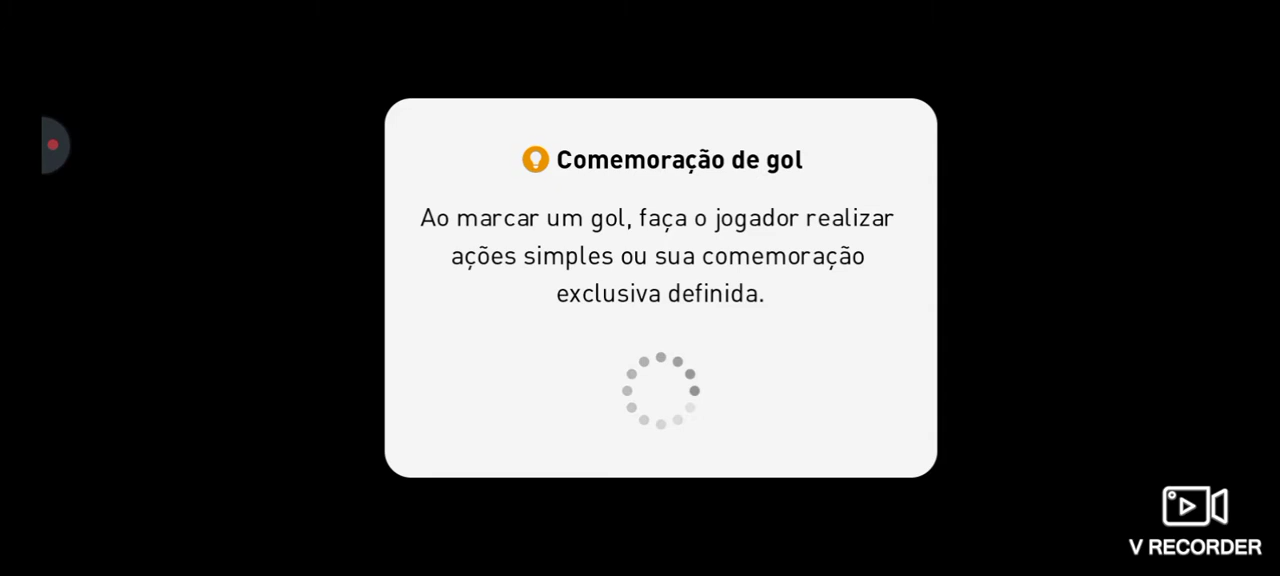 Comemoração de gol
Ao marcar um gol, faça o jogador realizar
ações simples ou sua comemoração
exclusiva definida.
V RECORDER